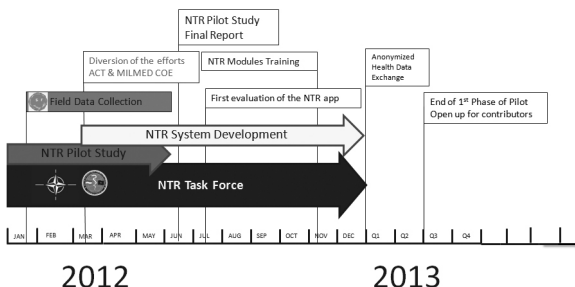 NTR Pilot Study
Final Report
Diversion of the efforts
ACT & MILMED COE
NTR Modules Training
Anonymized
Health Data
Exchange
Field Data Collection
First evaluation of the NTR app
End of 1st Phase of Pilot
Open up for contributors
NTR System Development
NTR Pilot Study
NTR Task Force
JAN FEB MAR APR MAY JUN JUL AUG SEP OCT NOV DEC Q1 Q2 Q3 Q4
2012 2013